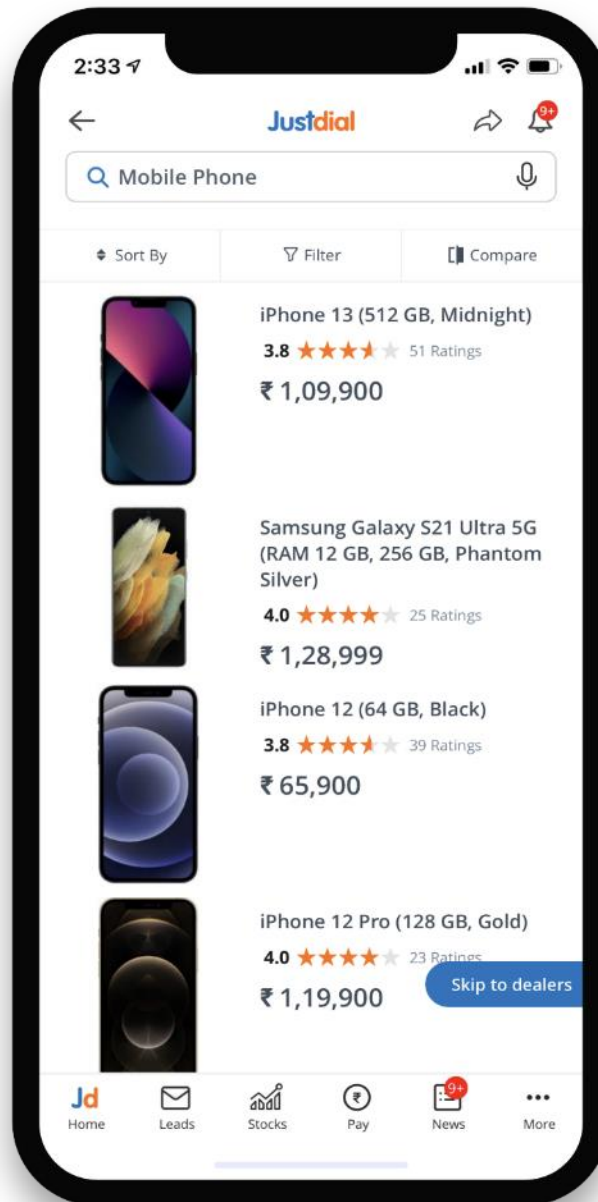 2:33
Justdial
9+
Mobile Phone
Sort By
Filter
Compare
iPhone 13 (512 GB, Midnight)
3.8 51 Ratings
₹ 1,09,900
Samsung Galaxy S21 Ultra 5G
(RAM 12 GB, 256 GB, Phantom
Silver)
4.0 25 Ratings
₹ 1,28,999
iPhone 12 (64 GB, Black)
3.8 39 Ratings
₹ 65,900
iPhone 12 Pro (128 GB, Gold)
4.0 23 Ratings
₹ 1,19,900
Skip to dealers
Jd
₹
9+
Home
Leads
Stocks
Pay
News
More